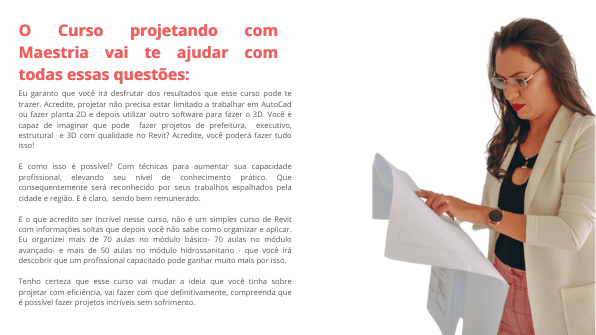 O Curso projetando com
Maestria vai te ajudar com
todas essas questões:
Eu garanto que você irá desfrutar dos resultados que esse curso pode te
trazer. Acredite, projetar não precisa estar limitado a trabalhar em AutoCad
ou fazer planta 2D e depois utilizar outro software para fazer o 3D. Você é
capaz de imaginar que pode fazer projetos de prefeitura, executivo,
estrutural e 3D com qualidade no Revit? Acredite, você poderá fazer tudo
isso!
E como isso é possível? Com técnicas para aumentar sua capacidade
profissional, elevando seu nível de conhecimento prático. Que
consequentemente será reconhecido por seus trabalhos espalhados pela
cidade e região. E é claro, sendo bem remunerado.
E o que acredito ser incrível nesse curso, não é um simples curso de Revit
com informações soltas que depois você não sabe como organizar e aplicar.
Eu organizei mais de 70 aulas no módulo básico- 70 aulas no módulo
avançado- e mais de 50 aulas no módulo hidrossanitario - que você irá
descobrir que um profissional capacitado pode ganhar muito mais por isso.
Tenho certeza que esse curso vai mudar a ideia que você tinha sobre
projetar com eficiência, vai fazer com que definitivamente, compreenda que
é possível fazer projetos incríveis sem sofrimento.